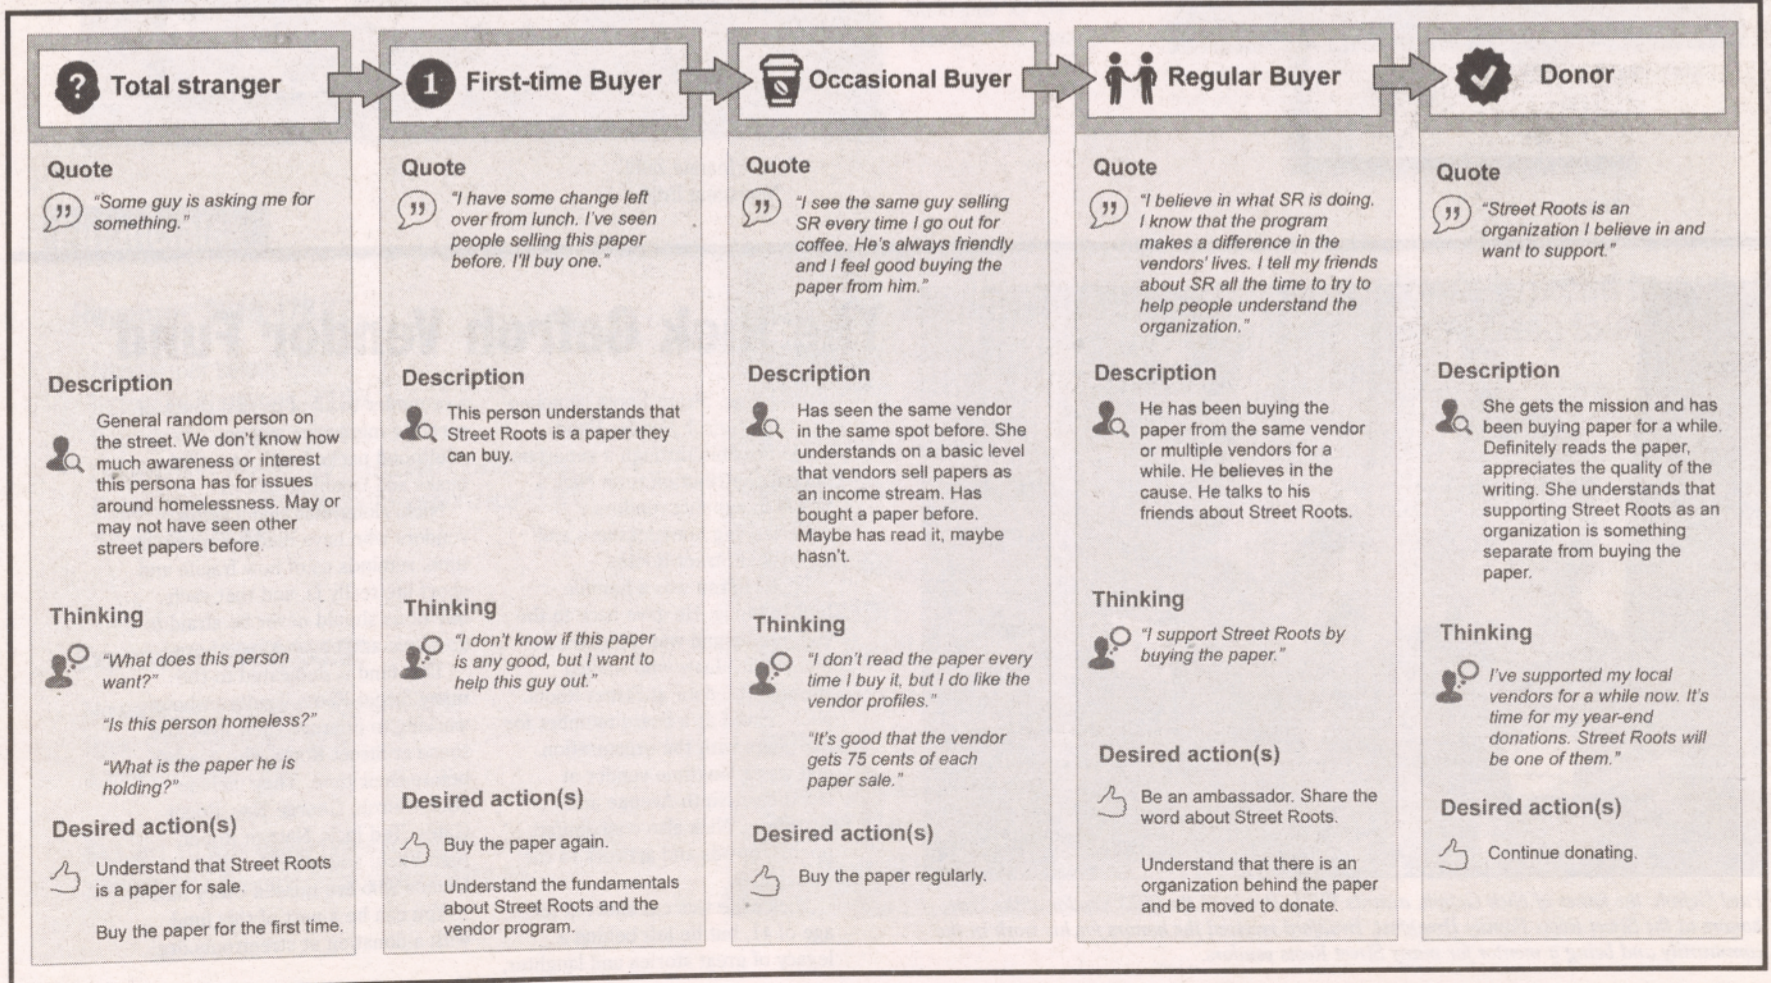 Total stranger
Quote
"Some guy is asking me for
something."
Description
General random person on
the street. We don't know how
much awareness or interest
this persona has for issues
around homelessness. May or
may not have seen other
street papers before.
Thinking
"What does this person
want?"
"Is this person homeless?"
"What is the paper he is
holding?"
Desired action(s)
Understand that Street Roots
is a paper for sale.
Buy the paper for the first time.
1 First-time Buyer
Quote
"I have some change left
over from lunch. I've seen
people selling this paper
before. I'll buy one."
Description
This person understands that
Street Roots is a paper they
can buy.
Thinking
"I don't know if this paper
is any good, but I want to
help this guy out."
Desired action(s)
Buy the paper again.
Understand the fundamentals
about Street Roots and the
vendor program.
Occasional Buyer
Quote
"I see the same guy selling
SR every time I go out for
coffee. He's always friendly
and I feel good buying the
paper from him."
Description
Has seen the same vendor
in the same spot before. She
understands on a basic level
that vendors sell papers as
an income stream. Has
bought a paper before.
Maybe has read it, maybe
hasn't.
Thinking
"I don't read the paper every
time I buy it, but I do like the
vendor profiles."
"It's good that the vendor
gets 75 cents of each
paper sale."
Desired action(s)
Buy the paper regularly.
Regular Buyer
Quote
"I believe in what SR is doing.
I know that the program
makes a difference in the
vendors' lives. I tell my friends
about SR all the time to try to
help people understand the
organization."
Description
He has been buying the
paper from the same vendor
or multiple vendors for a
while. He believes in the
cause. He talks to his
friends about Street Roots.
Thinking
"I support Street Roots by
buying the paper."
Desired action(s)
Be an ambassador. Share the
word about Street Roots.
Understand that there is an
organization behind the paper
and be moved to donate.
Donor
Quote
"Street Roots is an
organization I believe in and
want to support."
Description
She gets the mission and has
been buying paper for a while.
Definitely reads the paper,
appreciates the quality of the
writing. She understands that
supporting Street Roots as an
organization is something
separate from buying the
paper.
Thinking
I've supported my local
vendors for a while now. It's
time for my year-end
donations. Street Roots will
be one of them."
Desired action(s)
Continue donating.